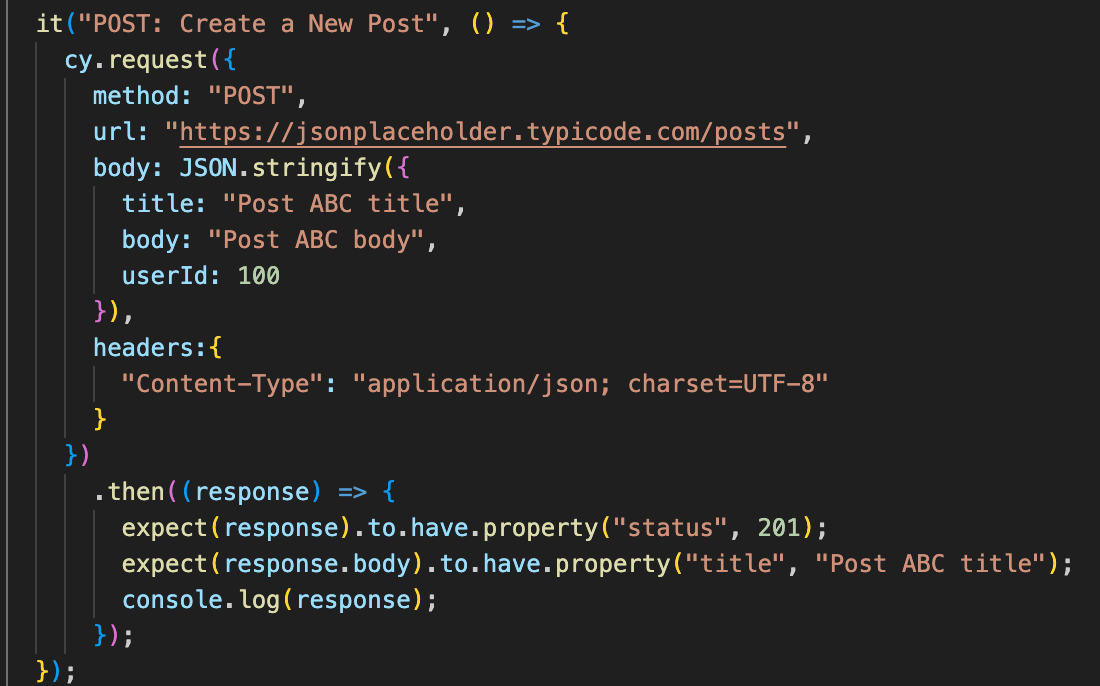 it("POST: Create a New Post", () => {
  cy.request({
    method: "POST",
    url: "https://jsonplaceholder.typicode.com/posts",
    body: JSON.stringify({
      title: "Post ABC title",
      body: "Post ABC body",
      userId: 100
    }),
    headers:{
      "Content-Type": "application/json; charset=UTF-8"
    }
  })
    .then((response) => {
      expect(response).to.have.property("status", 201);
      expect(response.body).to.have.property("title", "Post ABC title");
      console.log(response);
    });
});